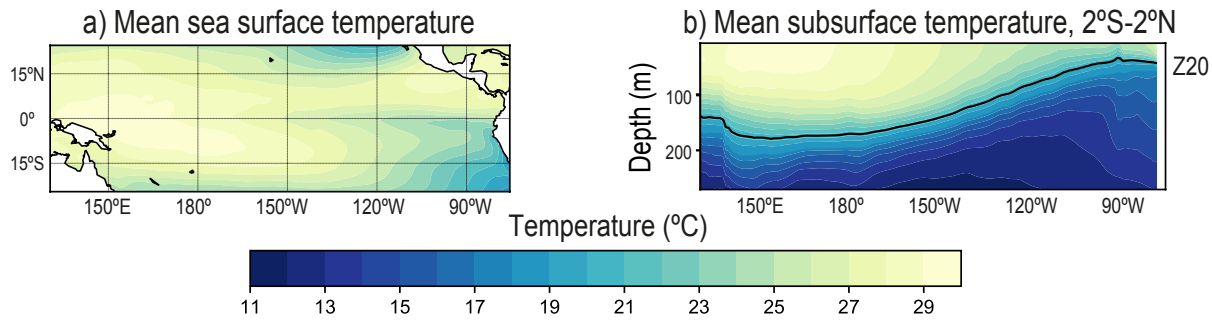 a) Mean sea surface temperature
15ºN
0º
15ºS
150ºE 180º 150ºW 120ºW 90ºW
b) Mean subsurface temperature, 2ºS-2ºN
Z20
Depth (m)
100
200
150ºE 180º 150ºW 120ºW 90ºW
Temperature (ºC)
11 13 15 17 19 21 23 25 27 29